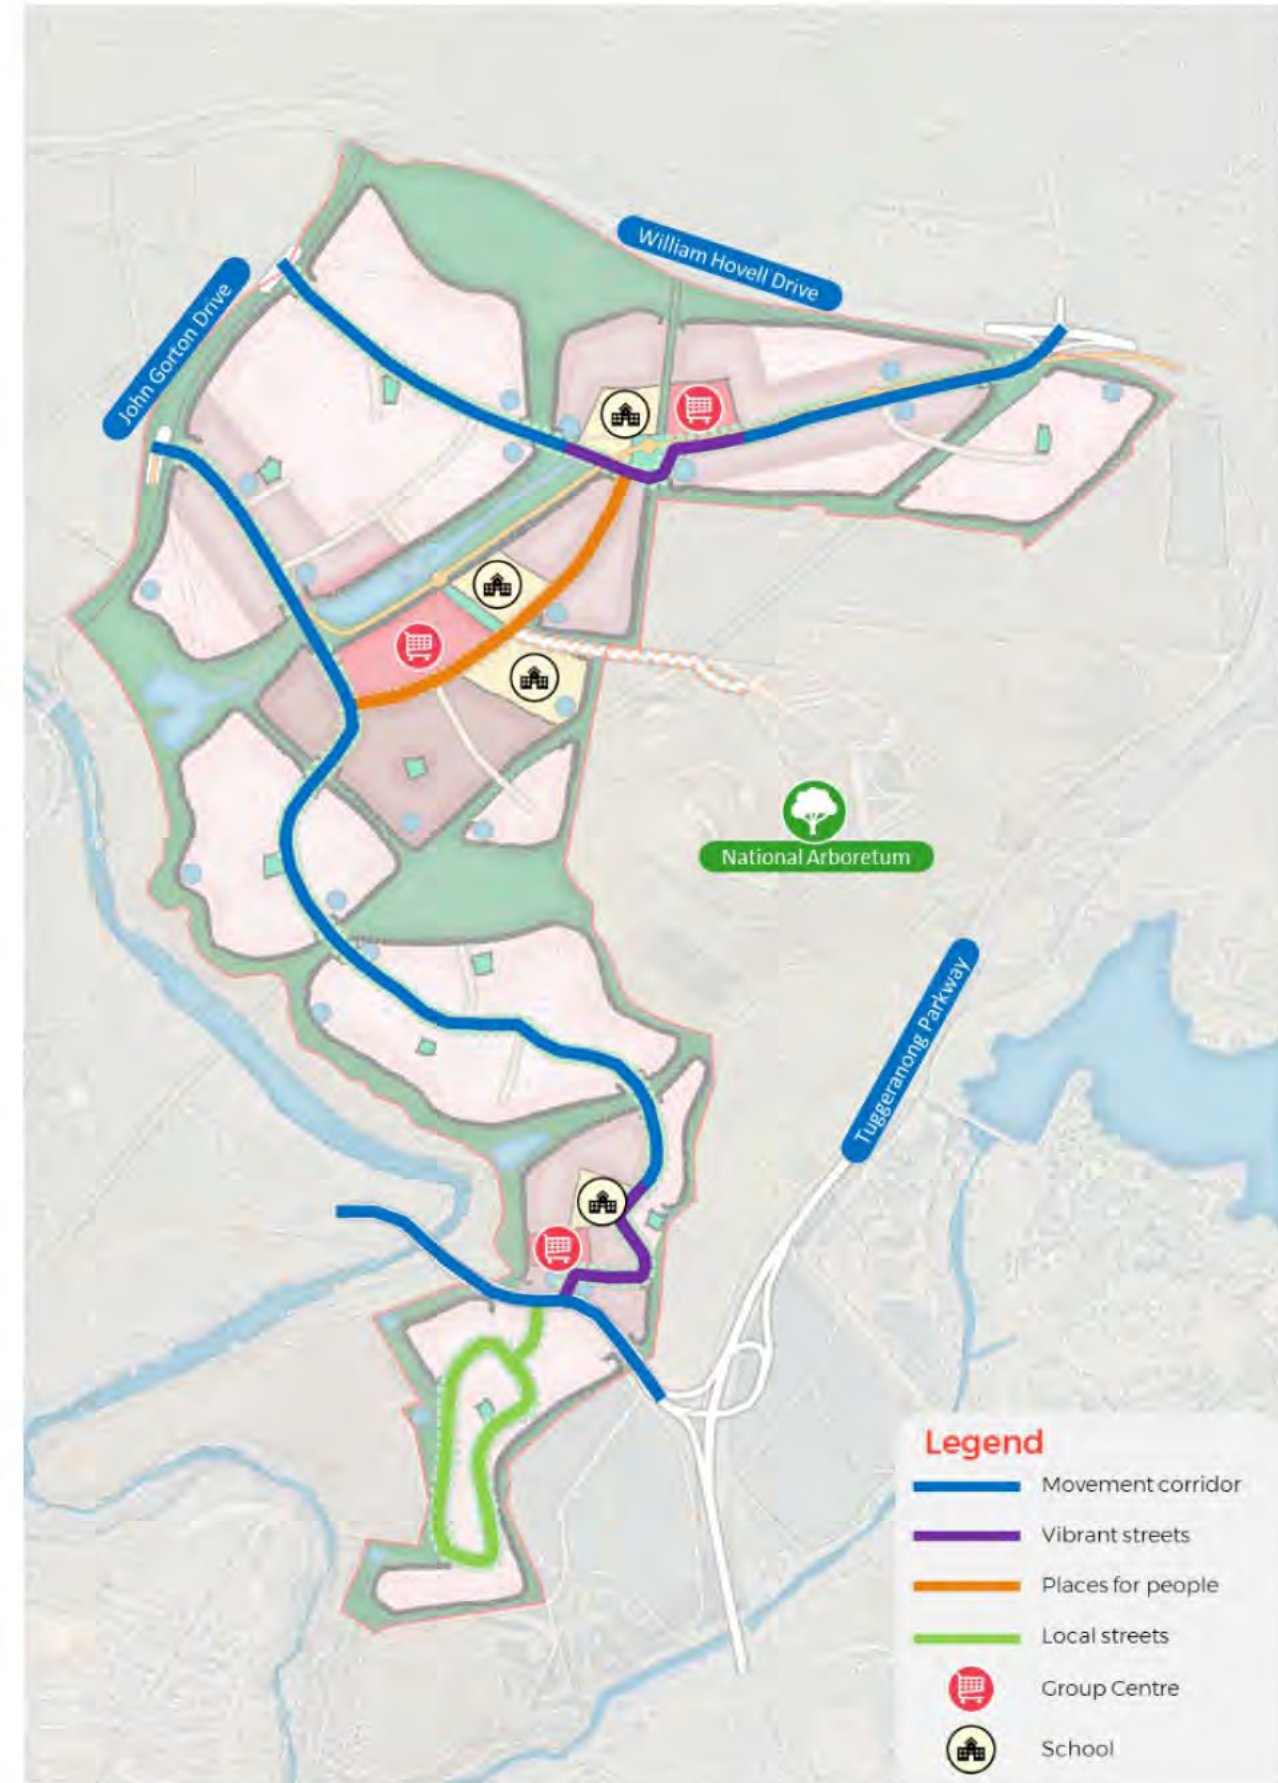 William Hovell Drive
John Gorton Drive
National Arboretum
Tuggeranong Parkway
Legend
Movement corridor
Vibrant streets
Places for people
Local streets
Group Centre
School